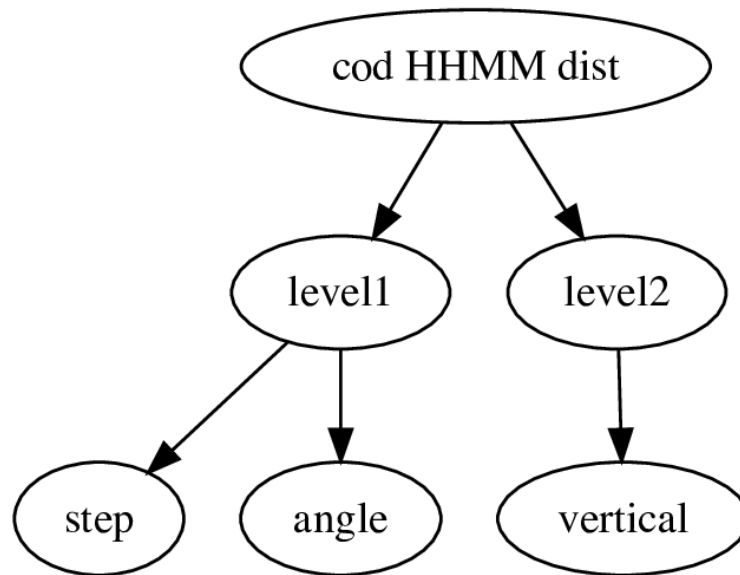 cod HHMM dist
level1
level2
step
angle
vertical